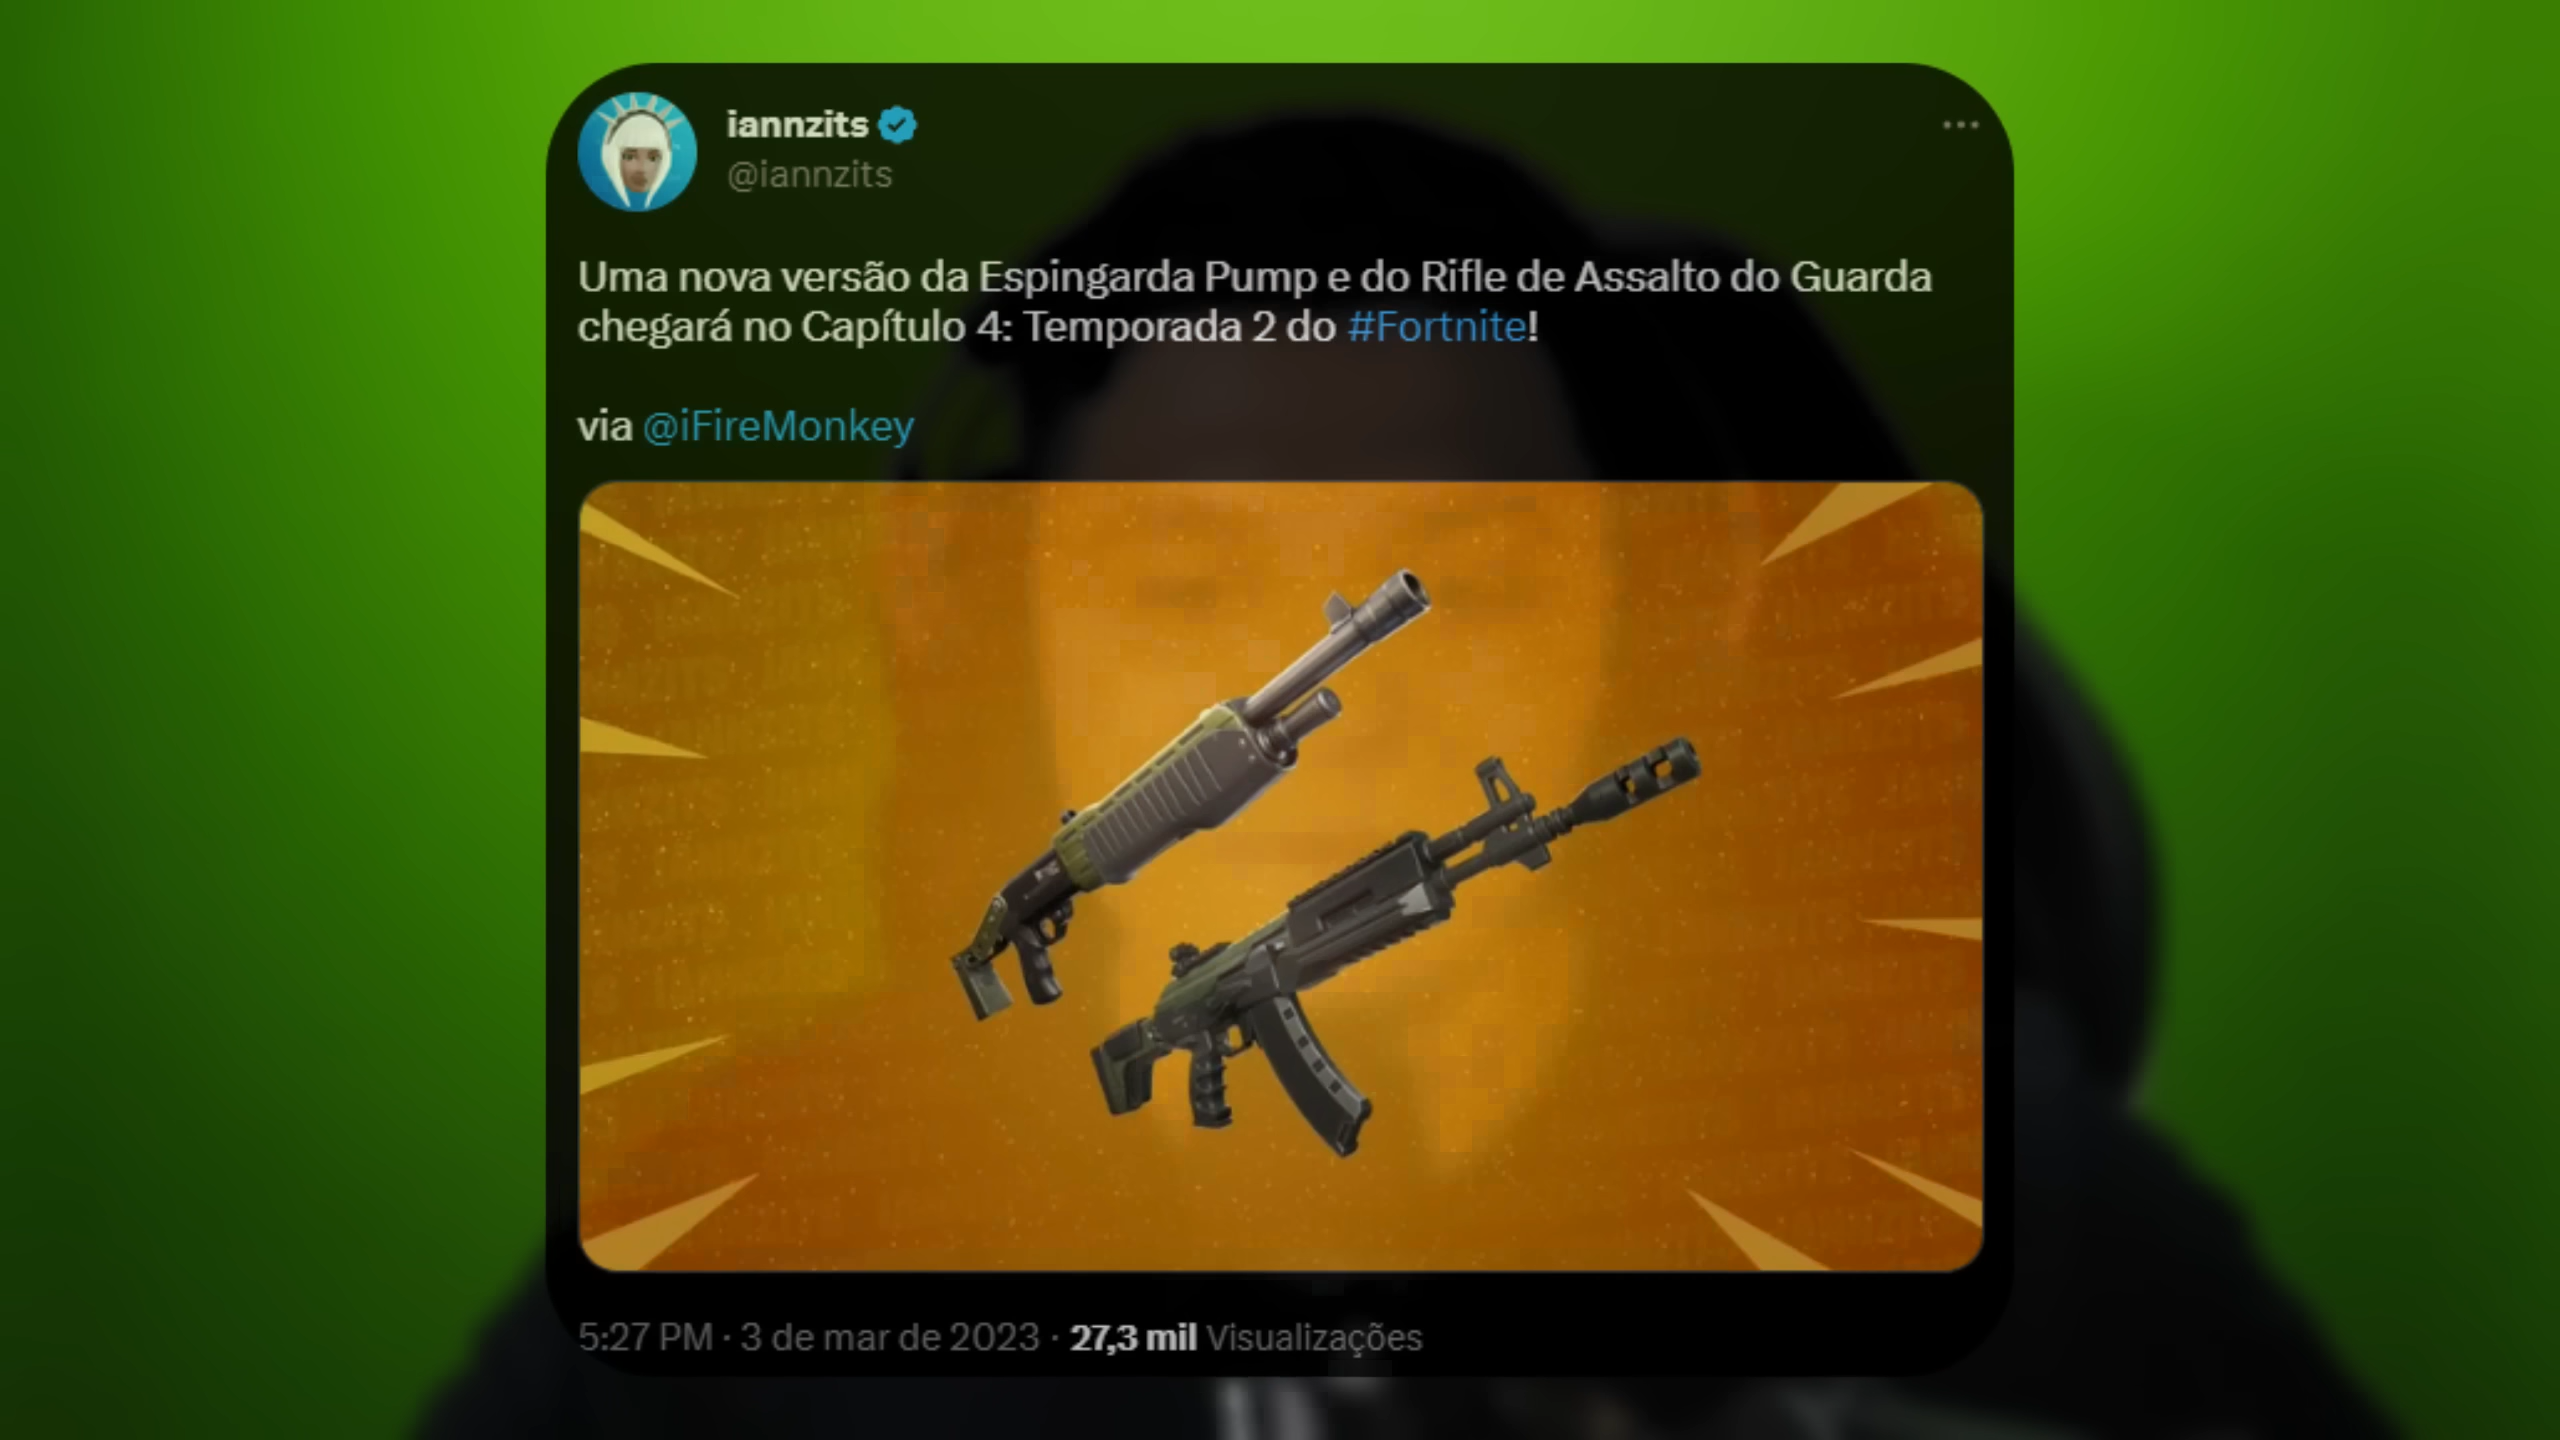 iannzits
@iannzits
Uma nova versão da Espingarda Pump e do Rifle de Assalto do Guarda
chegará no Capítulo 4: Temporada 2 do #Fortnite!
via @iFireMonkey
5:27 PM · 3 de mar de 2023 · 27,3 mil Visualizações